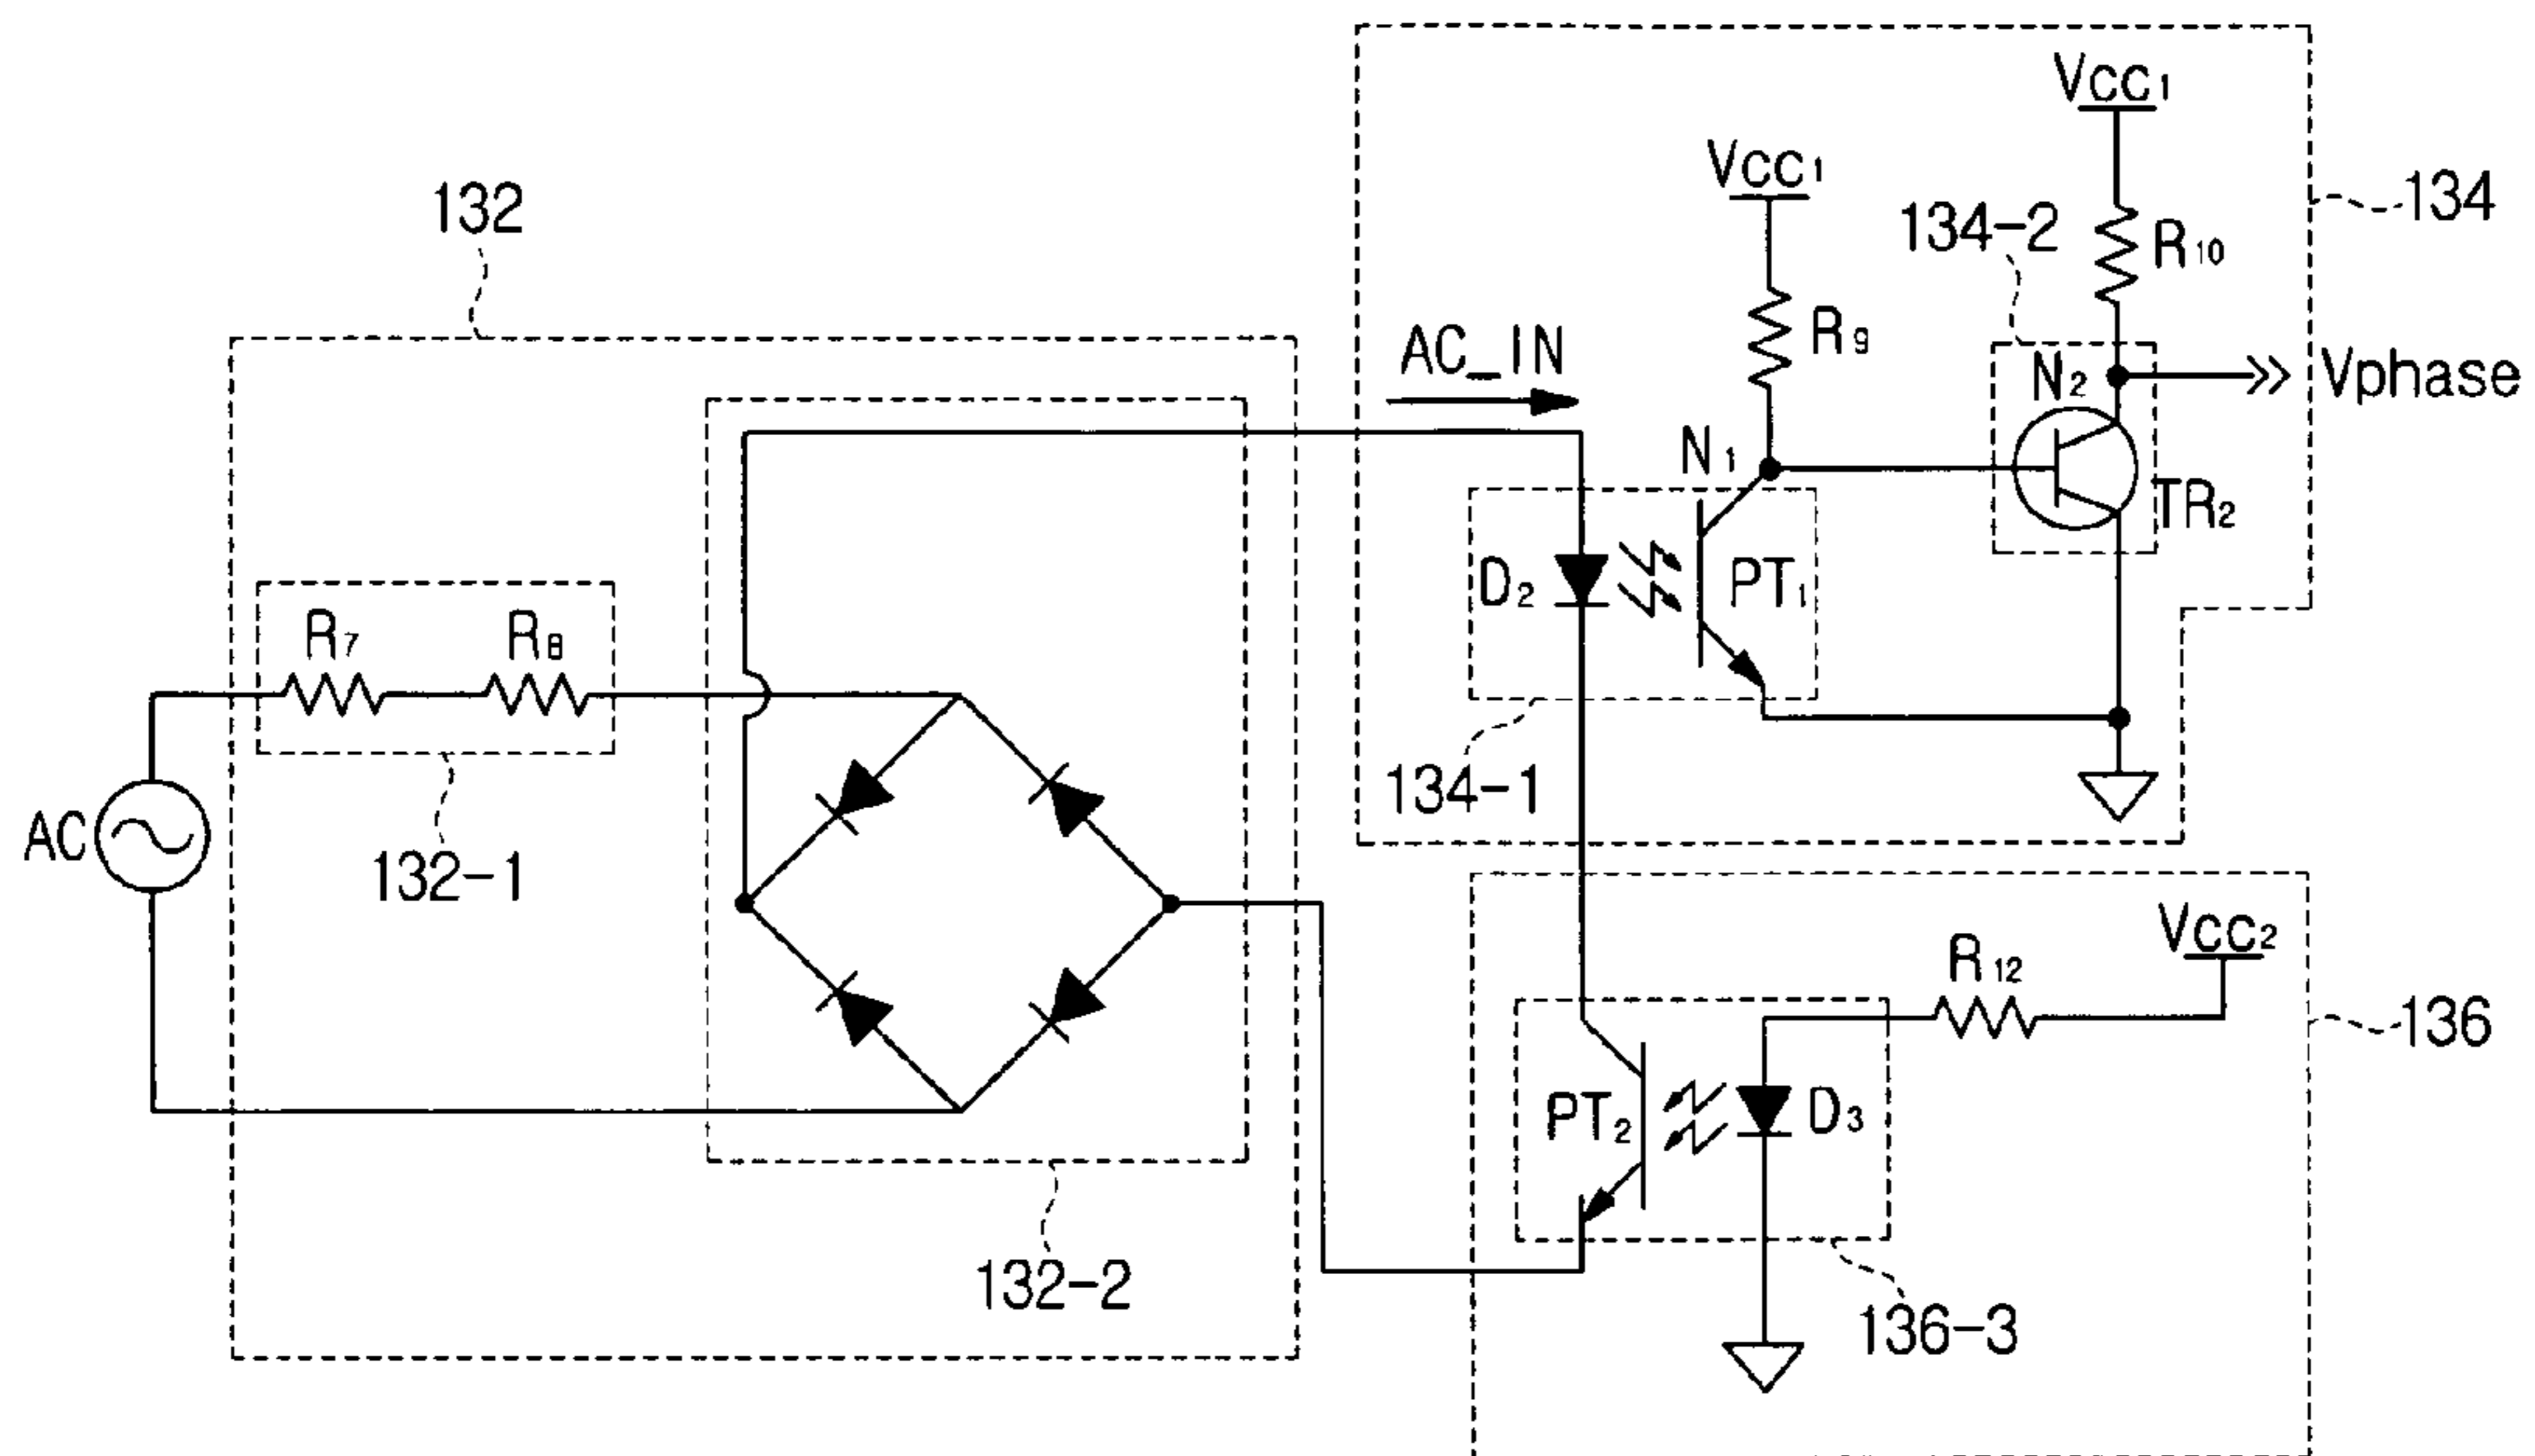 VCC1
VCC1
134
132
134-2
R10
R9
AC_IN
N2
Vphase
N1
TR2
D2
PT1
R7
R8
134-1
AC
132-1
VCC2
R12
136
PT2
D3
132-2
136-3